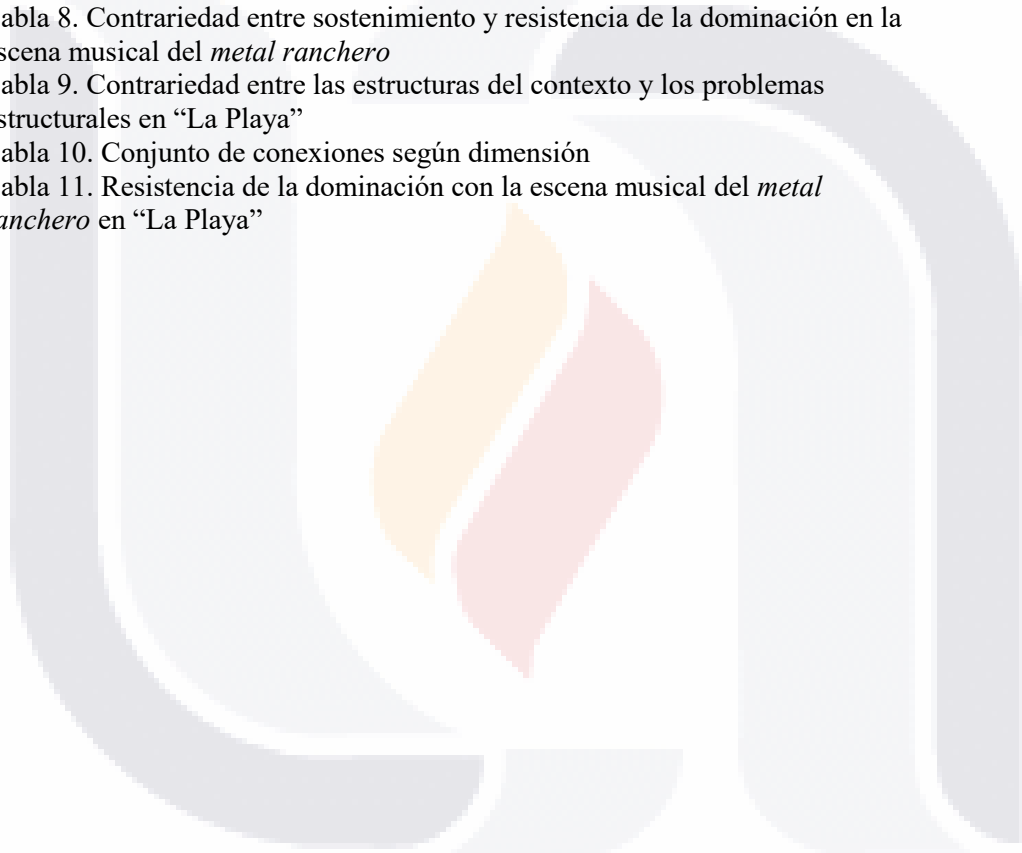 abla 8. Contrariedad entre sostenimiento y resistencia de la dominación en la
scena musical del metal ranchero
abla 9. Contrariedad entre las estructuras del contexto y los problemas
structurales en “La Playa”
abla 10. Conjunto de conexiones según dimensión
abla 11. Resistencia de la dominación con la escena musical del metal
anchero en “La Playa”